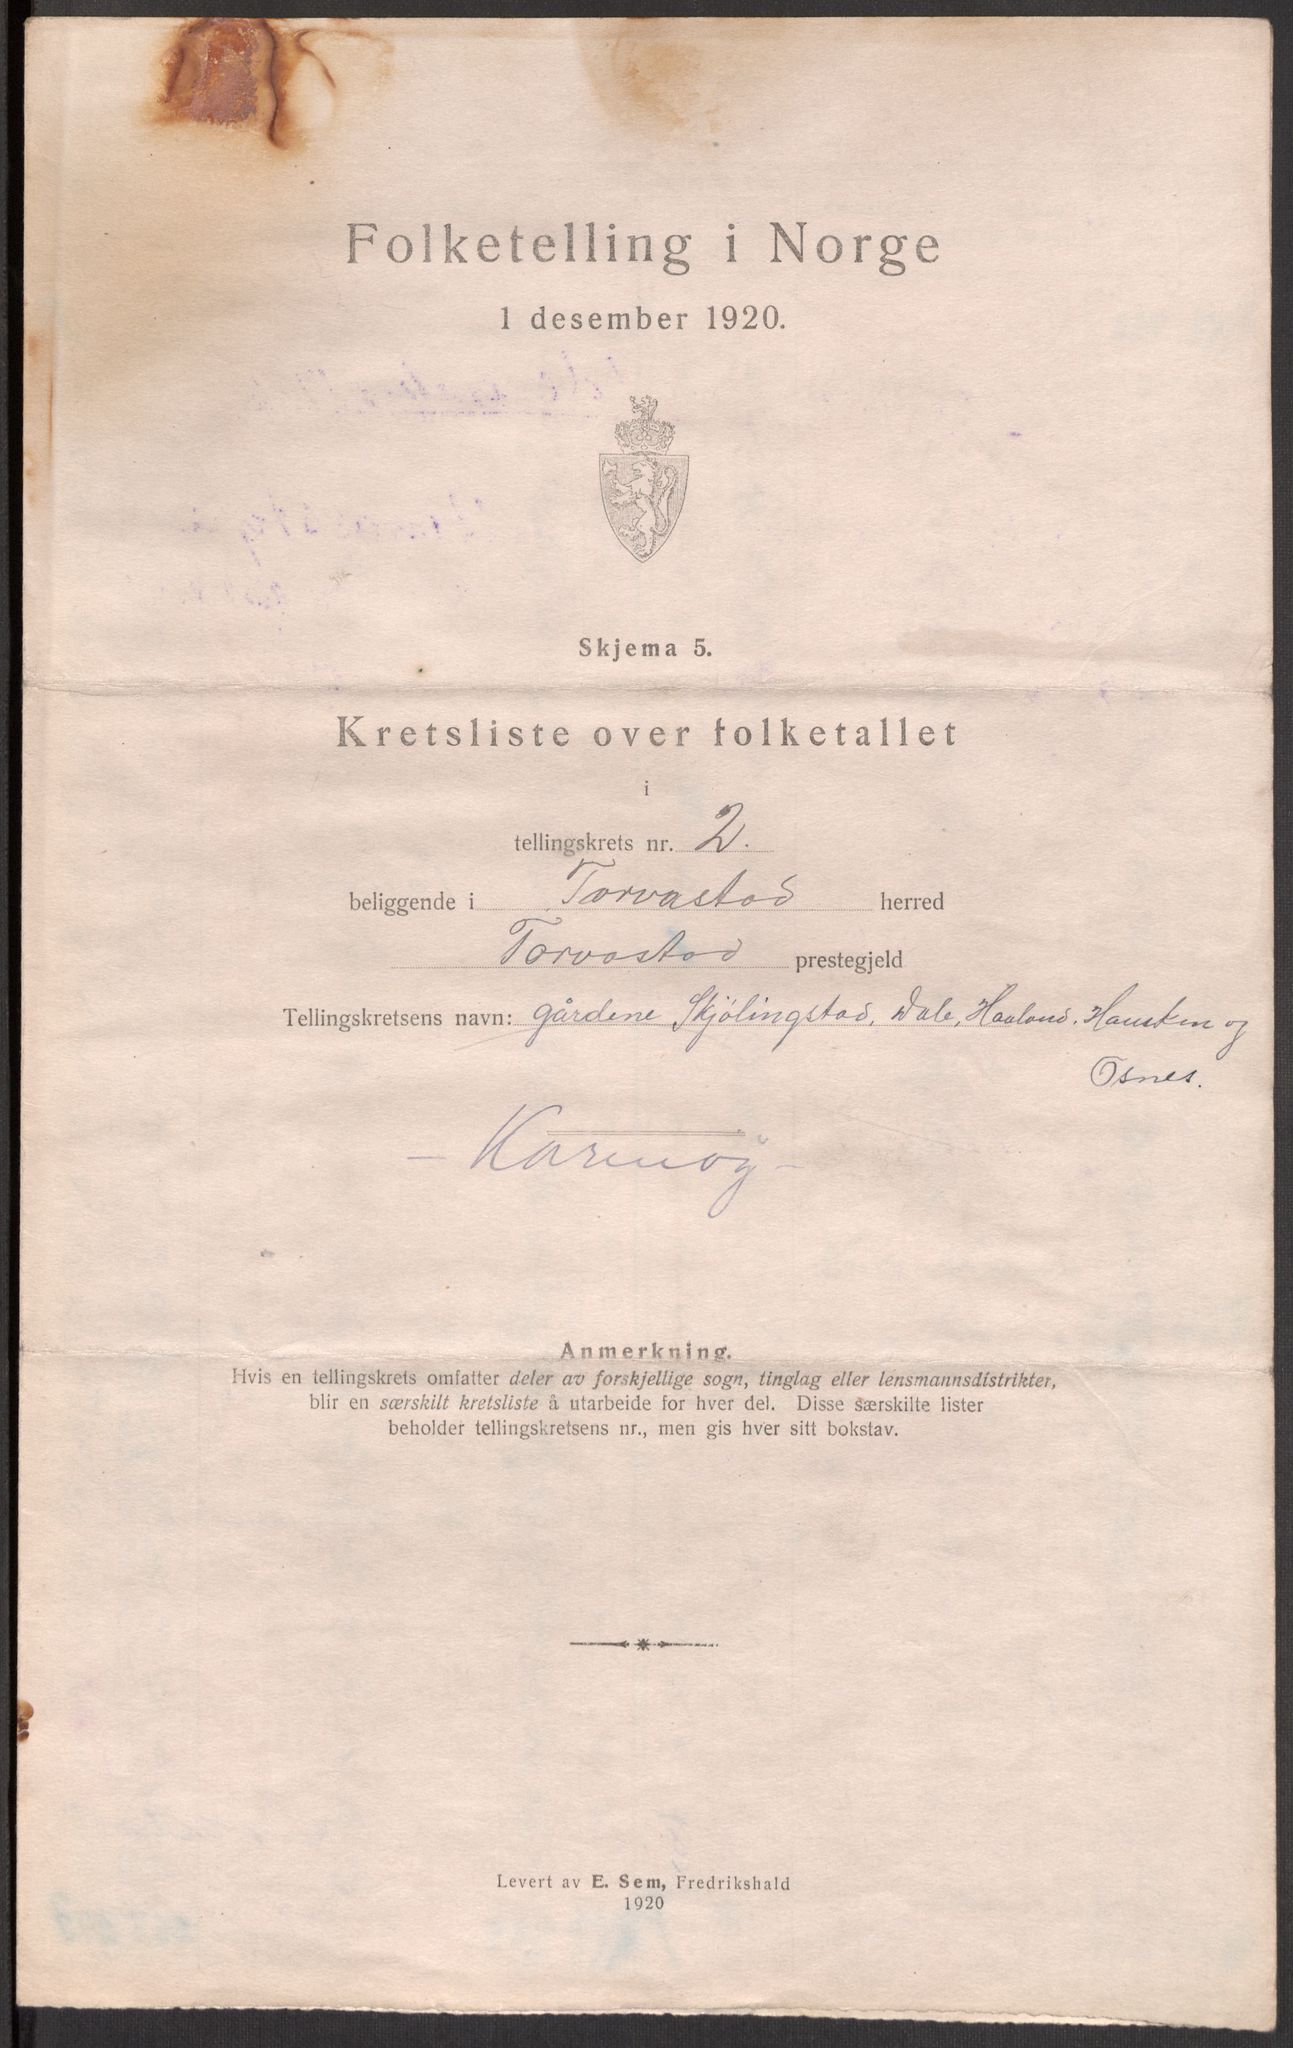 Folketelling i Norge
1 desember 1920.
Skjema 5.
Kretsliste over folketallet
i
tellingskrets nr. 2.
beliggende i Torvastad herred
Torvastad prestegjeld
Tellingskretsens navn: gårdene Skjölingstad, Dale, Haaland, Hausken og
Osnes.
- Karmöy -
Anmerkning.
Hvis en tellingskrets omfatter deler av forskjellige sogn, tinglag eller lensmannsdistrikter,
blir en særskilt kretsliste å utarbeide for hver del. Disse særskilte lister
beholder tellingskretsens nr., men gis hver sitt bokstav.
Levert av E. Sem, Fredrikshald
1920